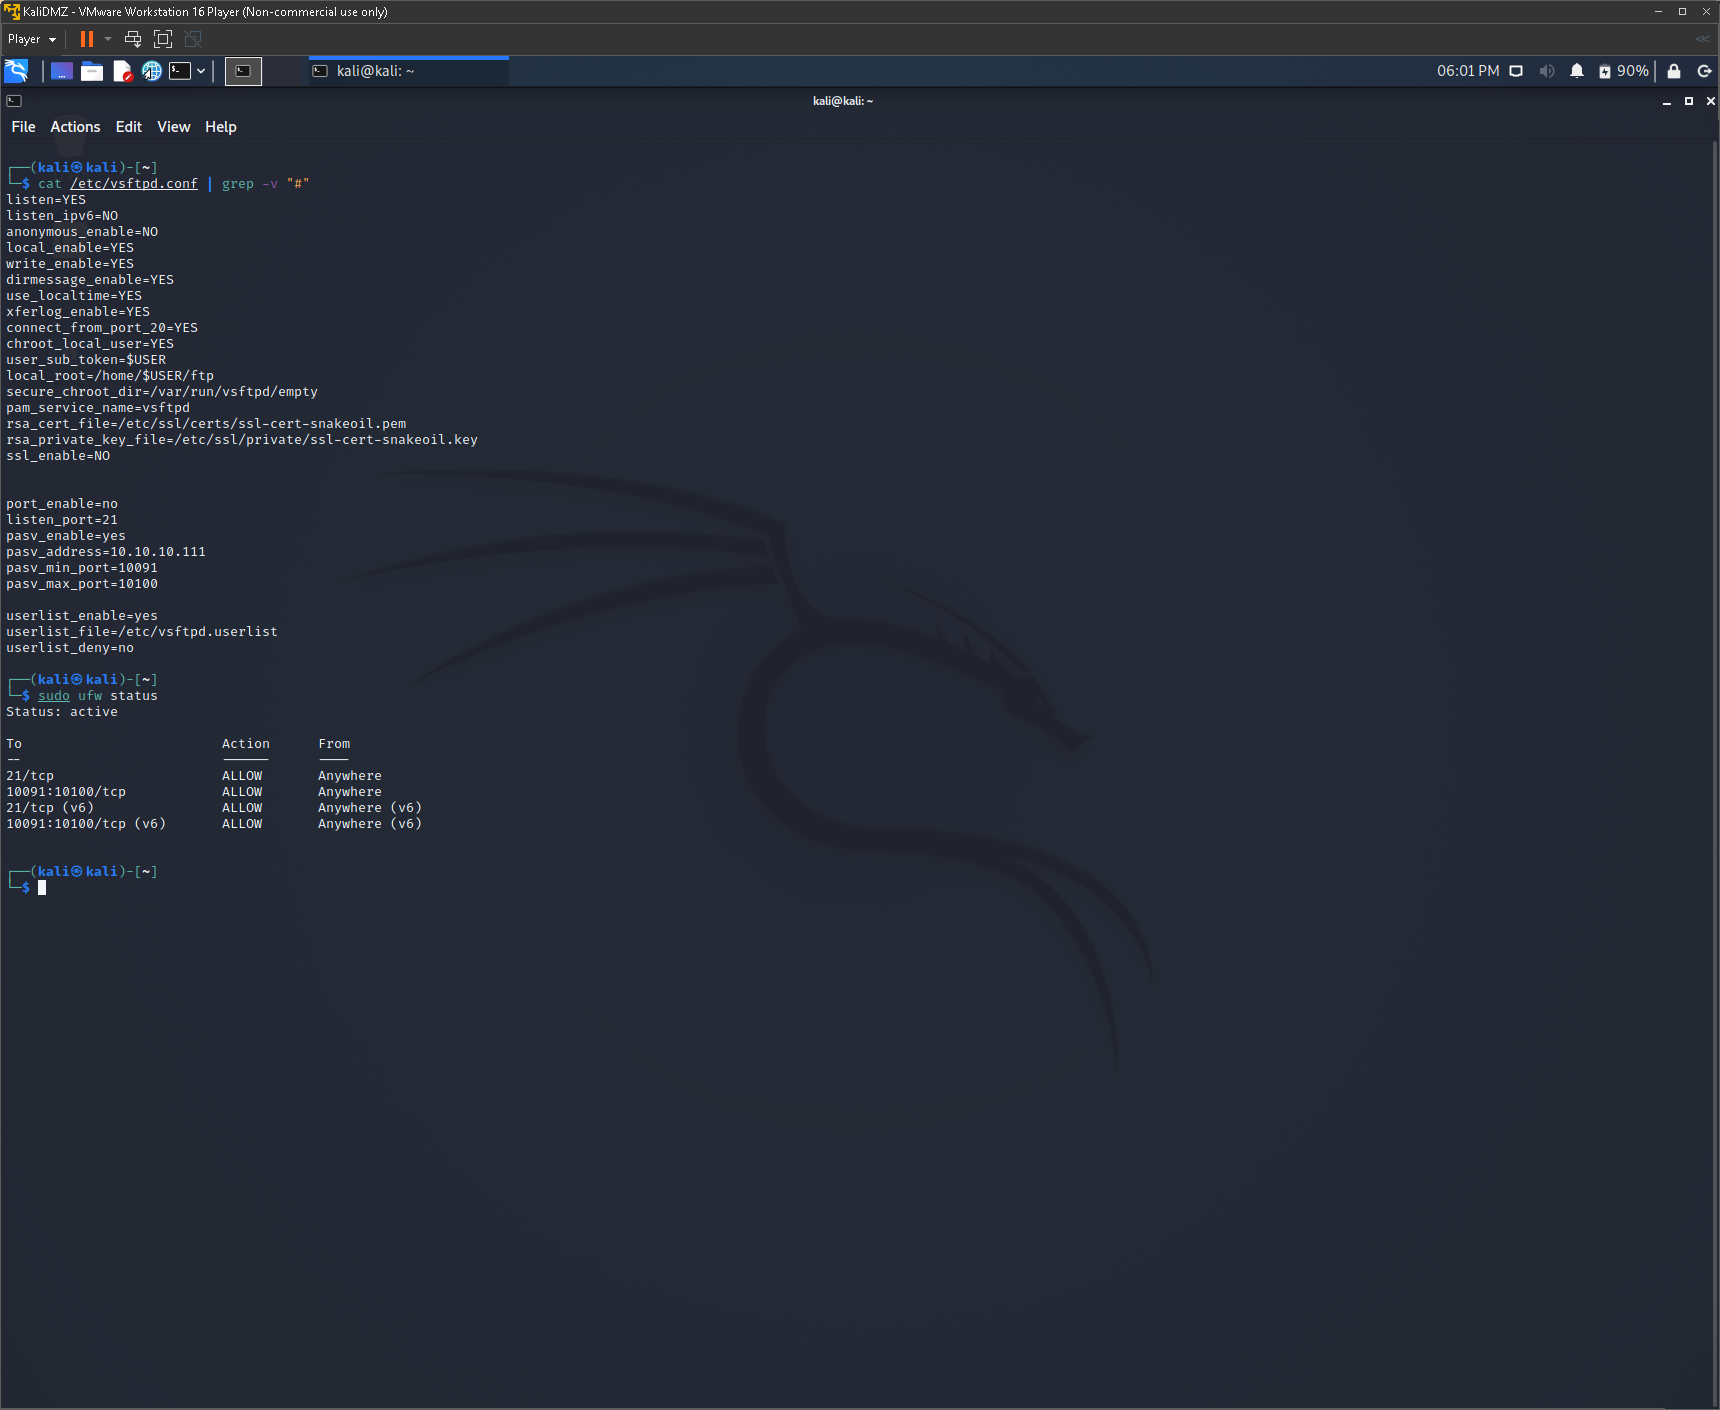 KaliDMZ - VMware Workstation 16 Player (Non-commercial use only)
Player
kali@kali: ~
06:01 PM
90%
kali@kali: ~
File Actions Edit View Help
┌──(kali㉿kali)-[~]
└─$ cat /etc/vsftpd.conf | grep -v "#"
listen=YES
listen_ipv6=NO
anonymous_enable=NO
local_enable=YES
write_enable=YES
dirmessage_enable=YES
use_localtime=YES
xferlog_enable=YES
connect_from_port_20=YES
chroot_local_user=YES
user_sub_token=$USER
local_root=/home/$USER/ftp
secure_chroot_dir=/var/run/vsftpd/empty
pam_service_name=vsftpd
rsa_cert_file=/etc/ssl/certs/ssl-cert-snakeoil.pem
rsa_private_key_file=/etc/ssl/private/ssl-cert-snakeoil.key
ssl_enable=NO
port_enable=no
listen_port=21
pasv_enable=yes
pasv_address=10.10.10.111
pasv_min_port=10091
pasv_max_port=10100
userlist_enable=yes
userlist_file=/etc/vsftpd.userlist
userlist_deny=no
┌──(kali㉿kali)-[~]
└─$ sudo ufw status
Status: active
To Action From
-- ------ ----
21/tcp ALLOW Anywhere
10091:10100/tcp ALLOW Anywhere
21/tcp (v6) ALLOW Anywhere (v6)
10091:10100/tcp (v6) ALLOW Anywhere (v6)
┌──(kali㉿kali)-[~]
└─$